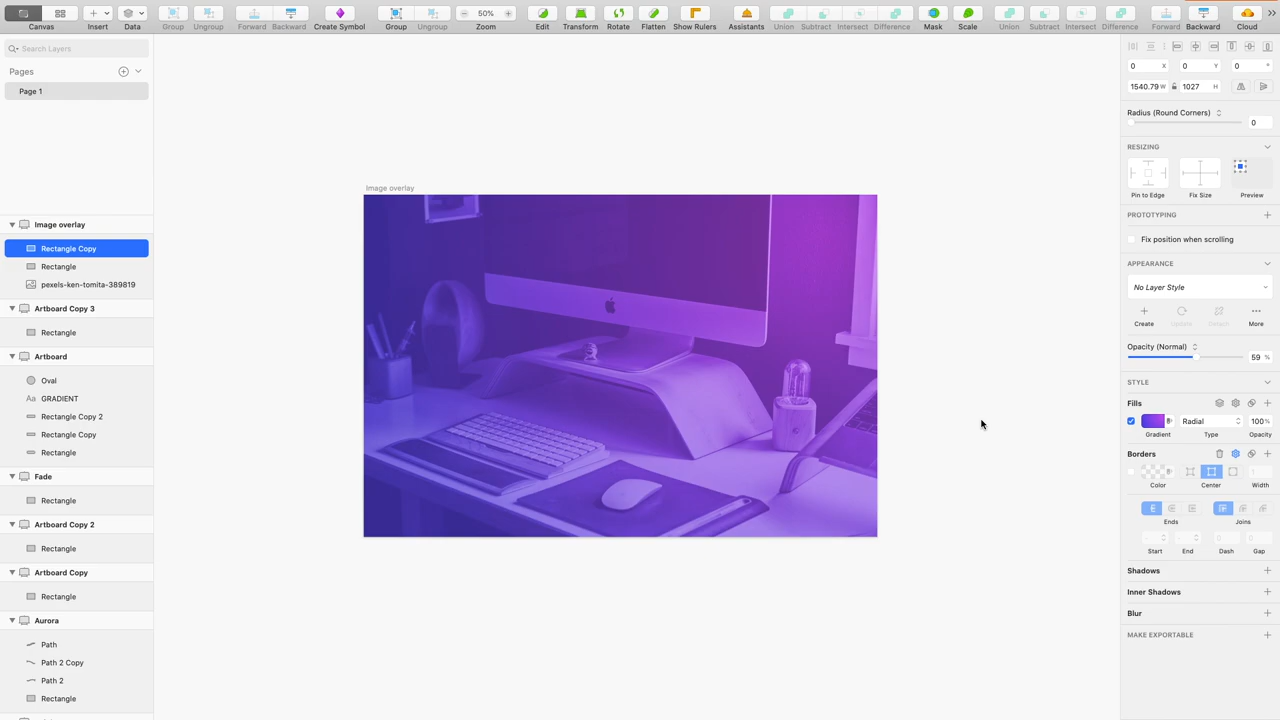 Canvas
Insert
Data
Group
Ungroup
Forward
Backward
Create Symbol
Group
Ungroup
50%
Zoom
Edit
Transform
Rotate
Flatten
Show Rulers
Assistants
Union
Subtract
Intersect
Difference
Mask
Scale
Union
Subtract
Intersect
Difference
Forward
Backward
Cloud
Search Layers
Pages
Page 1
Image overlay
Rectangle Copy
Rectangle
pexels-ken-tomita-389819
Artboard Copy 3
Rectangle
Artboard
Oval
Aa GRADIENT
Rectangle Copy 2
Rectangle Copy
Rectangle
Fade
Rectangle
Artboard Copy 2
Rectangle
Artboard Copy
Rectangle
Aurora
Path
Path 2 Copy
Path 2
Rectangle
Image overlay
0 X 0 Y 0 °
1540.79 W 1027 H
Radius (Round Corners)
0
RESIZING
Pin to Edge Fix Size Preview
PROTOTYPING
Fix position when scrolling
APPEARANCE
No Layer Style
Create Update Detach More
Opacity (Normal)
59 %
STYLE
Fills
Radial 100%
Gradient Type Opacity
Borders
Color Center Width
Ends Joins
Start End Dash Gap
Shadows
Inner Shadows
Blur
MAKE EXPORTABLE